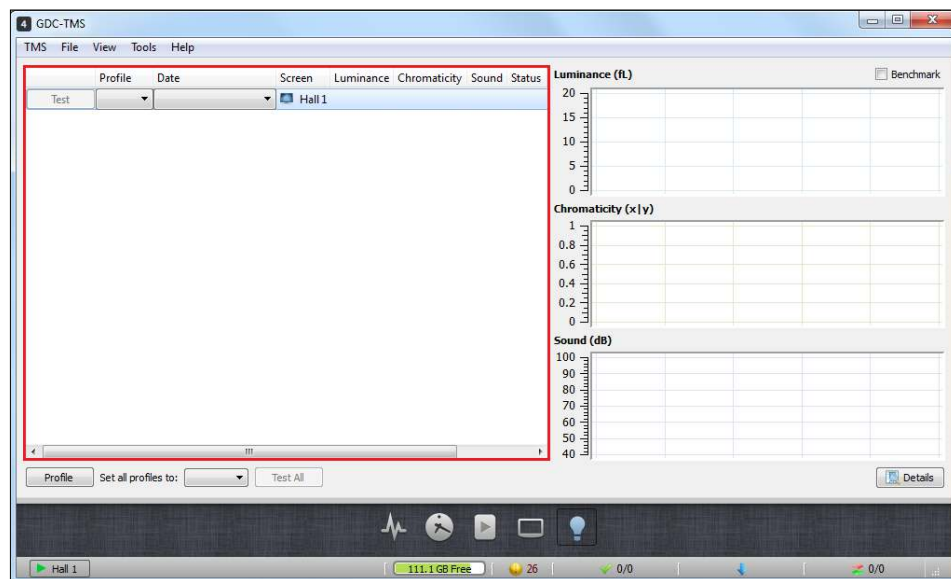 4 GDC-TMS
TMS File View Tools Help
Profile Date Screen Luminance Chromaticity Sound Status
Test Hall 1
Luminance (fL) Benchmark
20
15
10
5
0
Chromaticity (x|y)
1
0.8
0.6
0.4
0.2
0
Sound (dB)
100
90
80
70
60
50
40
Profile Set all profiles to: Test All Details
Hall 1 111.1 GB Free 26 0/0 0/0